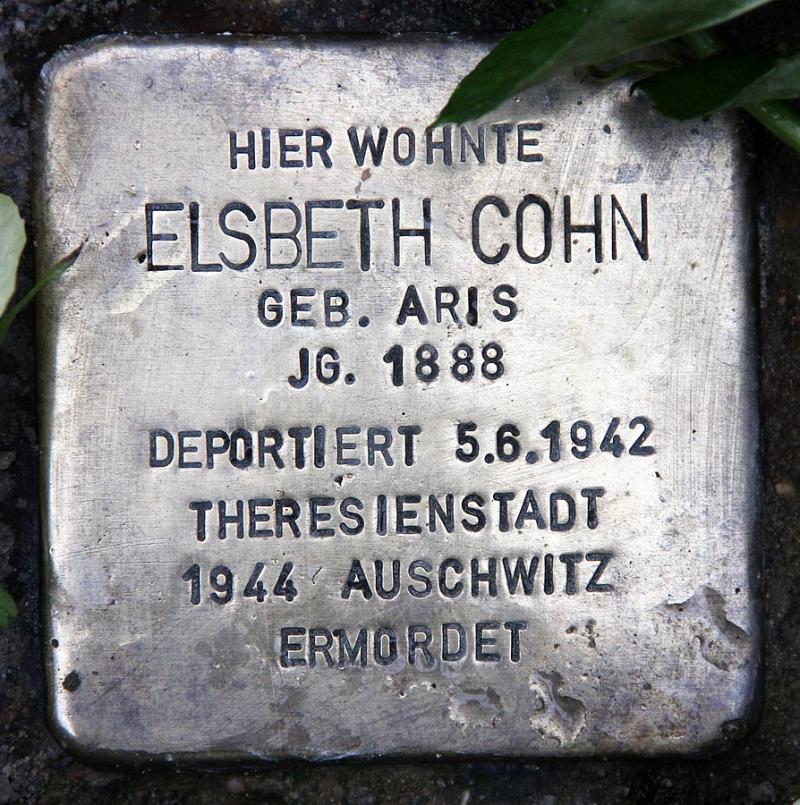 HIER WOHNTE
ELSBETH COHN
GEB. ARIS
JG. 1888
DEPORTIERT 5.6.1942
THERESIENSTADT
1944 AUSCHWITZ
ERMORDET